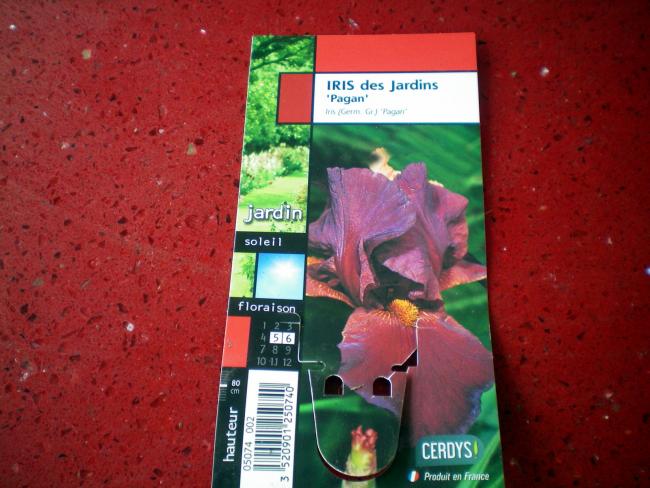 IRIS des Jardins
'Pagan'
Iris (Germ. Gr.) 'Pagan'
jardin
soleil
floraison
1 2 3
4 5 6
7 8 9
10 11 12
80
cm
hauteur
05074 002
3 520901 250740
CERDYS
Produit en France